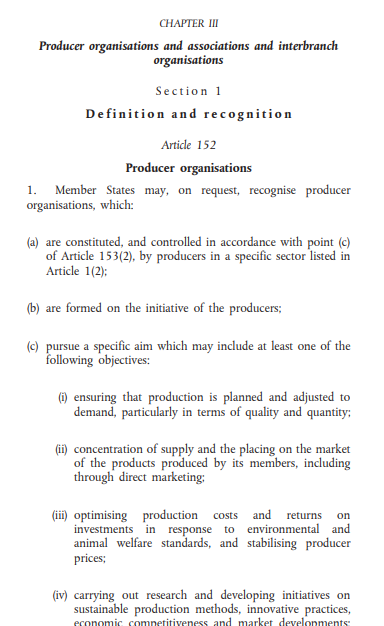 CHAPTER III
Producer organisations and associations and interbranch
organisations
Section 1
Definition and recognition
Article 152
Producer organisations
1. Member States may, on request, recognise producer
organisations, which:
(a) are constituted, and controlled in accordance with point (c)
of Article 153(2), by producers in a specific sector listed in
Article 1(2);
(b) are formed on the initiative of the producers;
(c) pursue a specific aim which may include at least one of the
following objectives:
(i) ensuring that production is planned and adjusted to
demand, particularly in terms of quality and quantity;
(ii) concentration of supply and the placing on the market
of the products produced by its members, including
through direct marketing;
(iii) optimising production costs and returns on
investments in response to environmental and
animal welfare standards, and stabilising producer
prices;
(iv) carrying out research and developing initiatives on
sustainable production methods, innovative practices,
economic competitiveness and market developments;